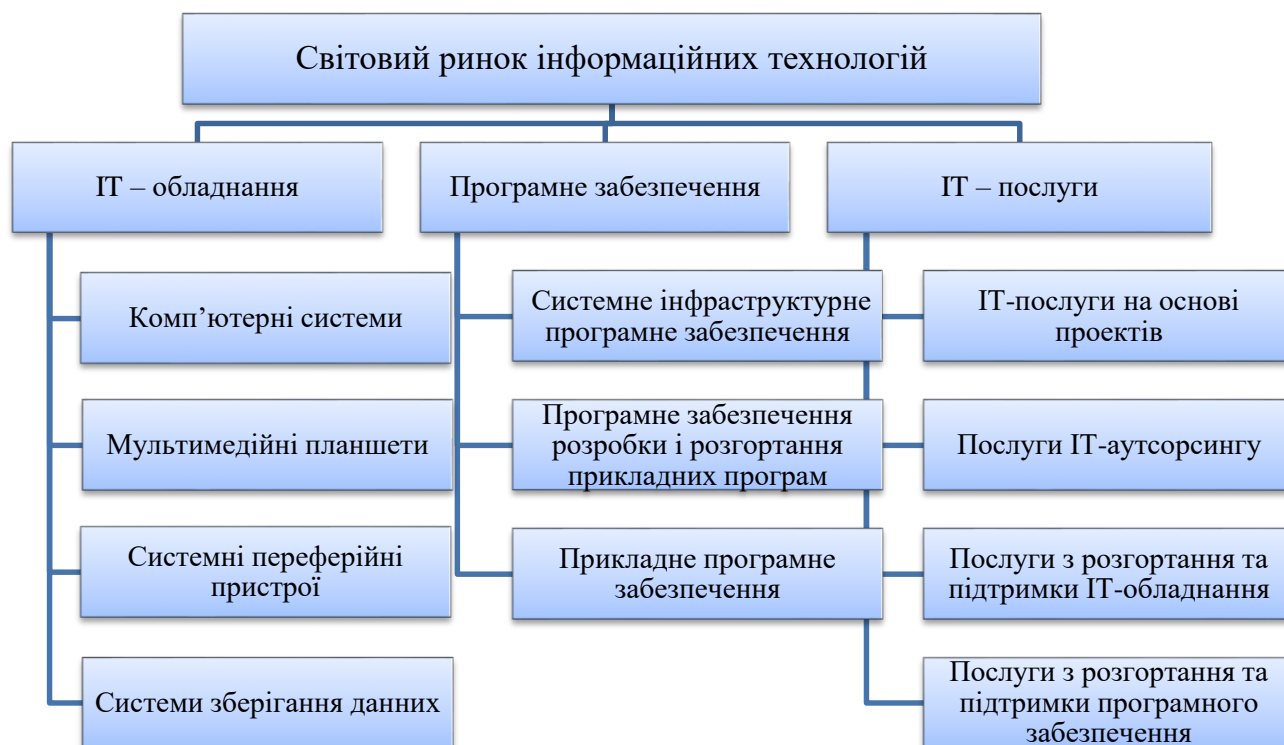 Світовий ринок інформаційних технологій
ІТ – обладнання
Програмне забезпечення
ІТ – послуги
Комп’ютерні системи
Мультимедійні планшети
Системні переферійні
пристрої
Системи зберігання данних
Системне інфраструктурне
програмне забезпечення
Програмне забезпечення
розробки і розгортання
прикладних програм
Прикладне програмне
забезпечення
ІТ-послуги на основі
проектів
Послуги ІТ-аутсорсингу
Послуги з розгортання та
підтримки ІТ-обладнання
Послуги з розгортання та
підтримки програмного
забезпечення